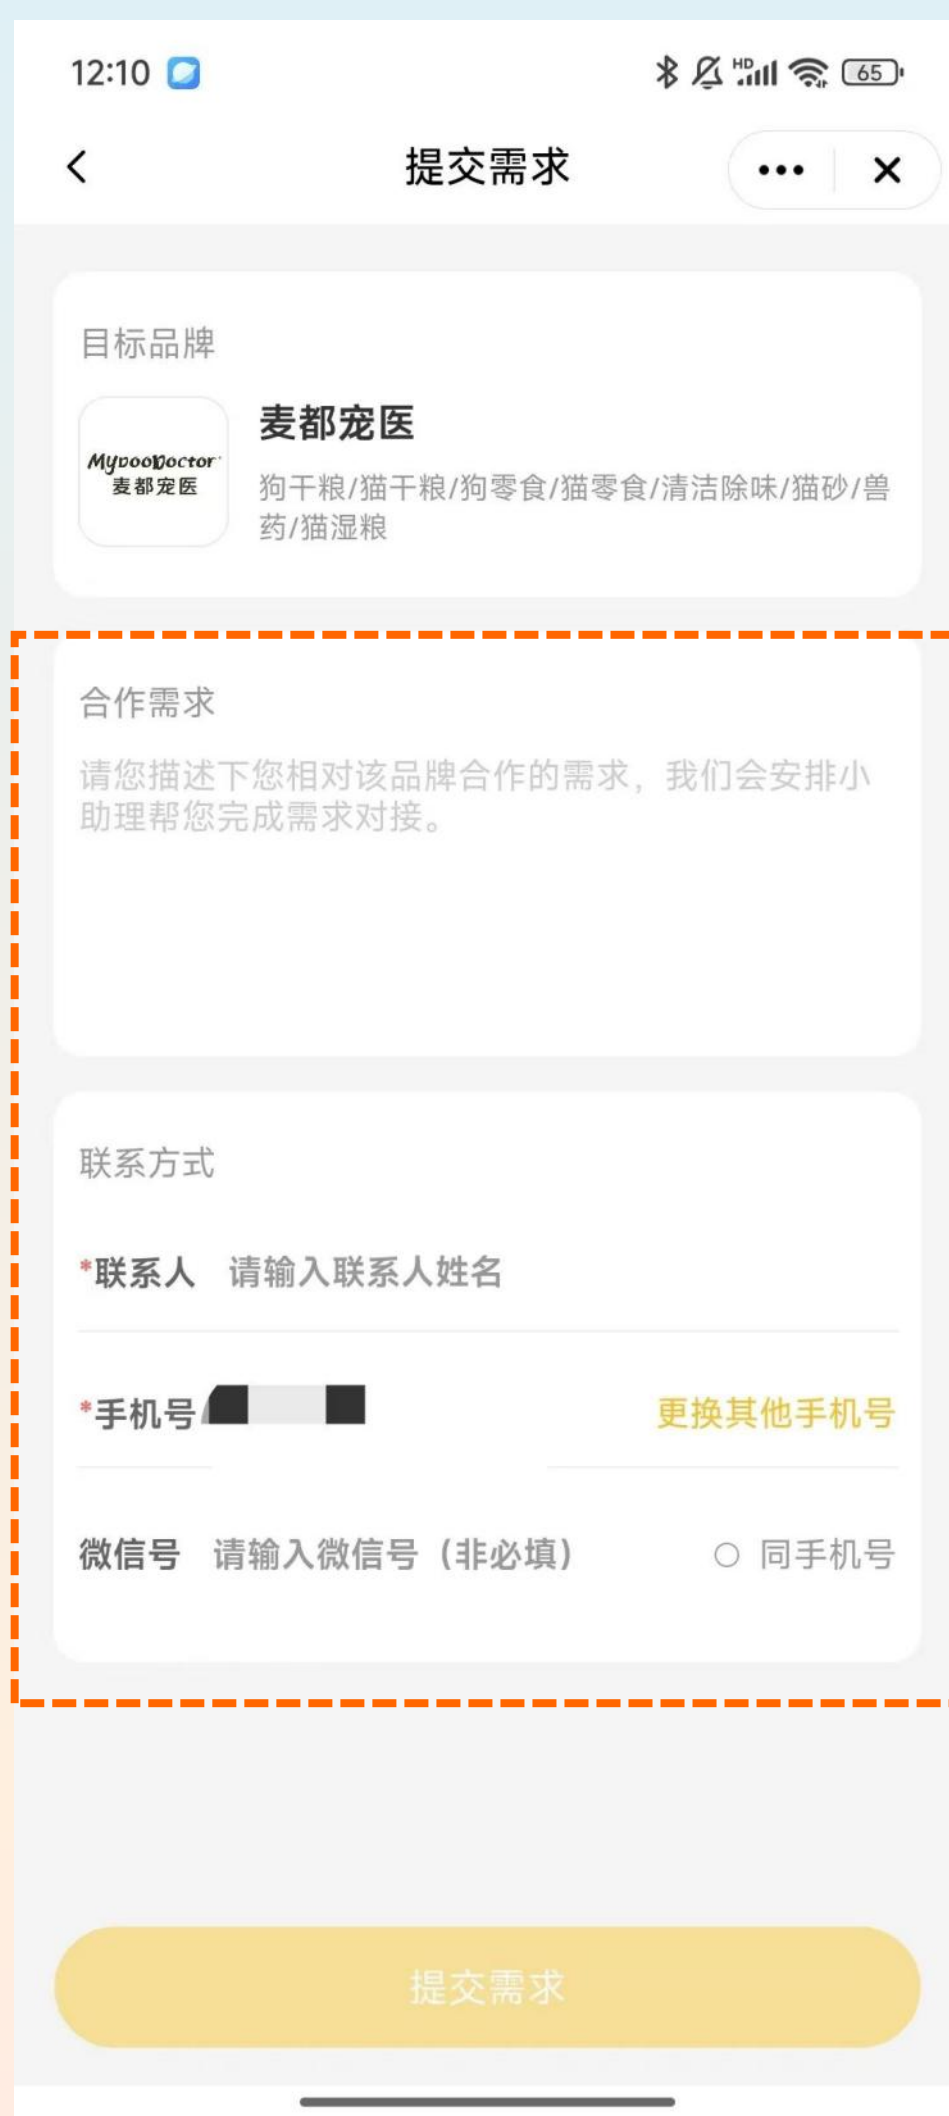 12:10
HD
65
提交需求
目标品牌
MyDooDoctor
麦都宠医
麦都宠医
狗干粮/猫干粮/狗零食/猫零食/清洁除味/猫砂/兽
药/猫湿粮
合作需求
请您描述下您相对该品牌合作的需求，我们会安排小
助理帮您完成需求对接。
联系方式
*联系人 请输入联系人姓名
*手机号 更换其他手机号
微信号 请输入微信号（非必填） 同手机号
提交需求